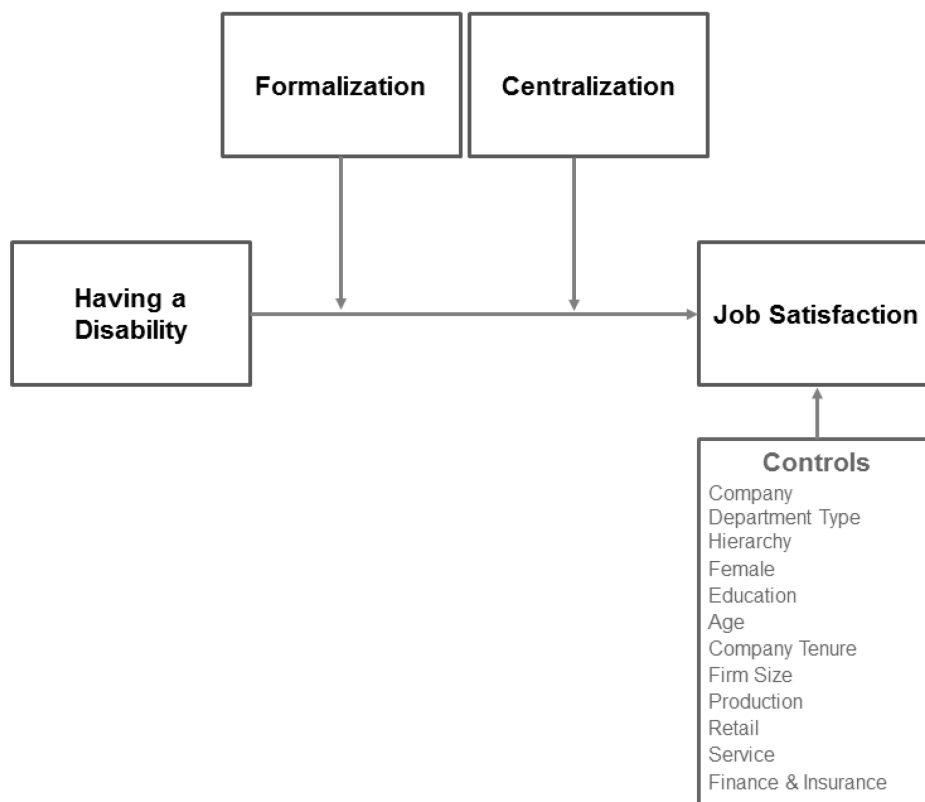 Formalization
Centralization
Having a
Disability
Job Satisfaction
Controls
Company
Department Type
Hierarchy
Female
Education
Age
Company Tenure
Firm Size
Production
Retail
Service
Finance & Insurance